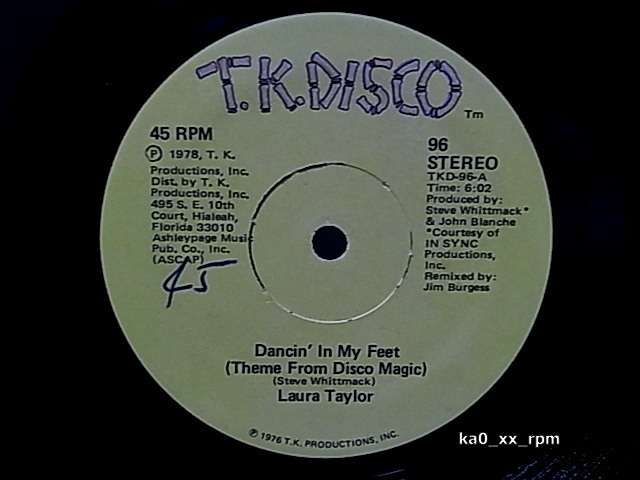 T.K. DISCO
Tm
45 RPM
Ⓟ 1978, T. K.
Productions, Inc.
Dist. by T. K.
Productions, Inc.
495 S. E. 10th
Court, Hialeah,
Florida 33010
Ashleypage Music
Pub. Co., Inc.
(ASCAP)
45
96
STEREO
TKD-96-A
Time: 6:02
Produced by:
Steve Whittmack*
& John Blanche
*Courtesy of
IN SYNC
Productions,
Inc.
Remixed by:
Jim Burgess
Dancin' In My Feet
(Theme From Disco Magic)
(Steve Whittmack)
Laura Taylor
Ⓟ 1976 T.K. PRODUCTIONS, INC.
ka0_xx_rpm